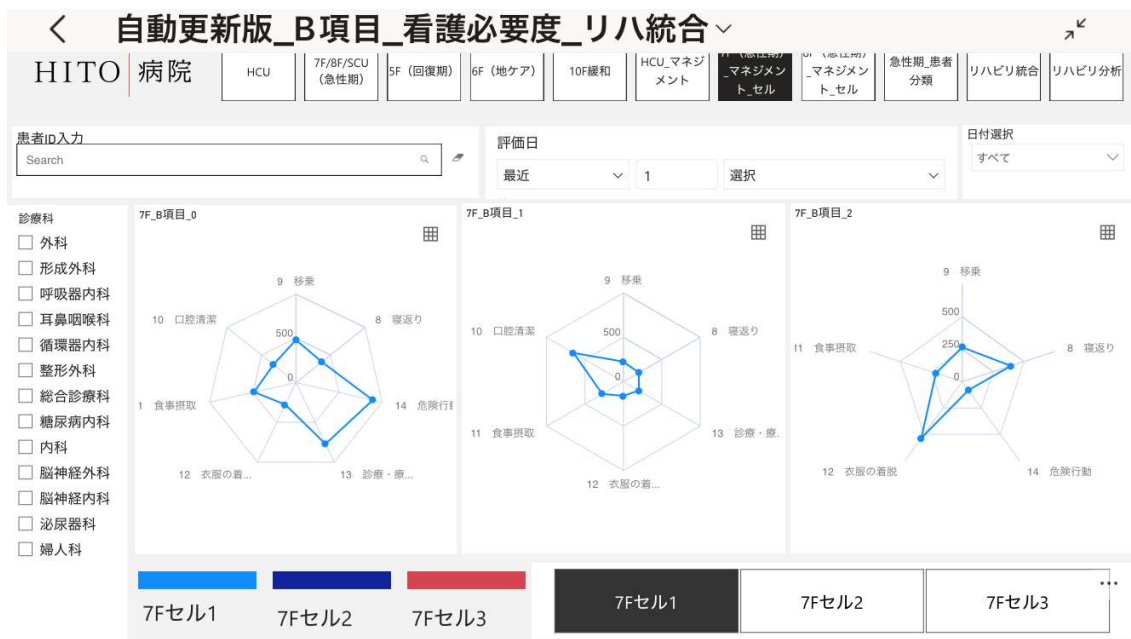 自動更新版_B項目_看護必要度_リハ統合
HITO 病院
HCU
7F/8F/SCU
(急性期)
5F(回復期)
6F(地ケア)
10F緩和
HCU_マネジ
メント
_マネジメン
ト_セル
_マネジメン
ト_セル
急性期_患者
分類
リハビリ統合
リハビリ分析
患者ID入力
Search
評価日
最近
1
選択
日付選択
すべて
診療科
外科
形成外科
呼吸器内科
耳鼻咽喉科
循環器内科
整形外科
総合診療科
糖尿病内科
内科
脳神経外科
脳神経内科
泌尿器科
婦人科
7F_B項目_0
9 移乗
10 口腔清潔
8 寝返り
500
0
1 食事摂取
14 危険行動
12 衣服の着...
13 診療・療...
7F_B項目_1
9 移乗
10 口腔清潔
500
8 寝返り
0
11 食事摂取
13 診療・療.
12 衣服の着...
7F_B項目_2
9 移乗
500
11 食事摂取
250
8 寝返り
0
12 衣服の着脱
14 危険行動
7Fセル1
7Fセル2
7Fセル3
7Fセル1
7Fセル2
7Fセル3